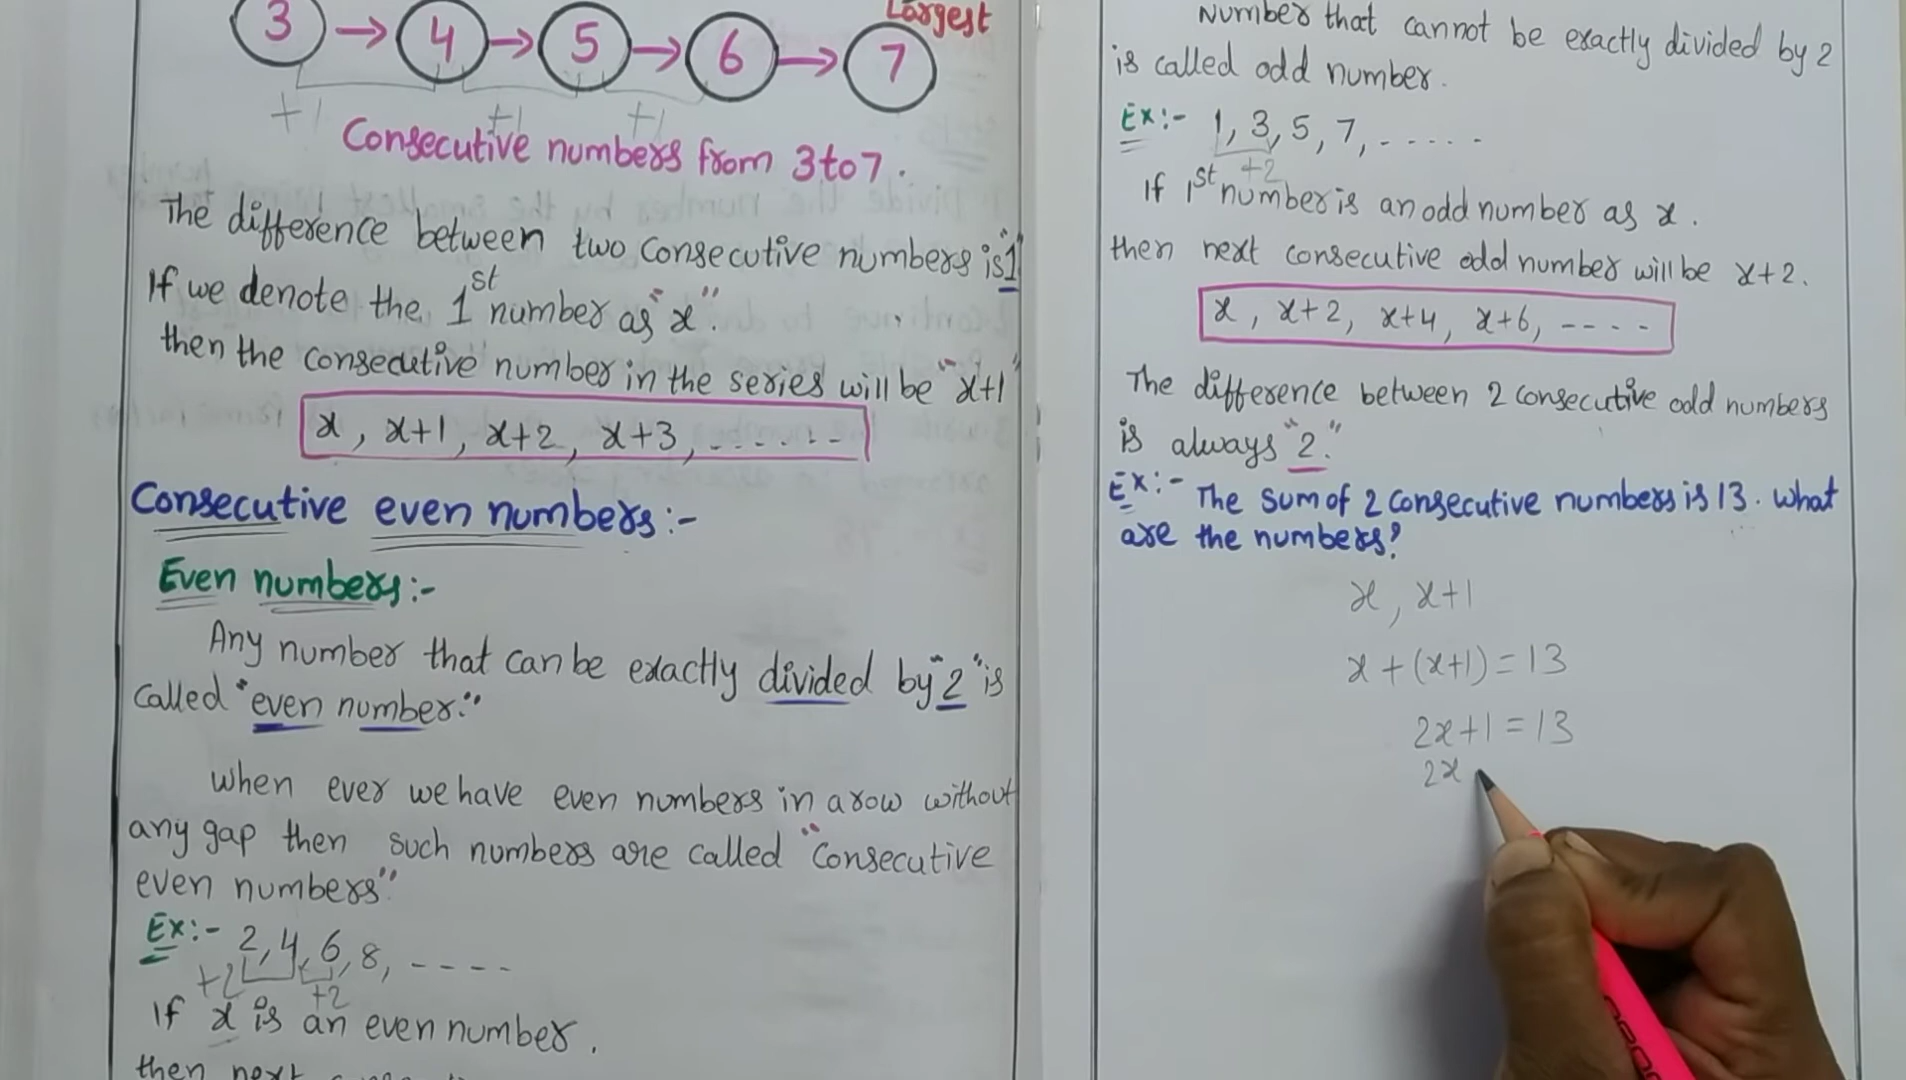 Largest
3 → 4 → 5 → 6 → 7
+1 +1 +1
Consecutive numbers from 3 to 7.
The difference between two consecutive numbers is "1"
If we denote the 1st number as "x".
then the consecutive number in the series will be "x+1"
x, x+1, x+2, x+3, ......
Consecutive even numbers:-
Even numbers:-
Any number that can be exactly divided by "2" is
called "even number."
when ever we have even numbers in a row without
any gap then such numbers are called "consecutive
even numbers"
Ex:- 2, 4, 6, 8, ----
+2 +2
If x is an even number.
then next
Number that cannot be exactly divided by 2
is called odd number.
Ex:- 1, 3, 5, 7, -.....
+2
If 1st number is an odd number as x.
then next consecutive odd number will be x+2.
x, x+2, x+4, x+6, ----
The difference between 2 consecutive odd numbers
is always "2."
Ex:- The sum of 2 consecutive numbers is 13. what
are the numbers?
x, x+1
x + (x+1) = 13
2x+1 = 13
2x